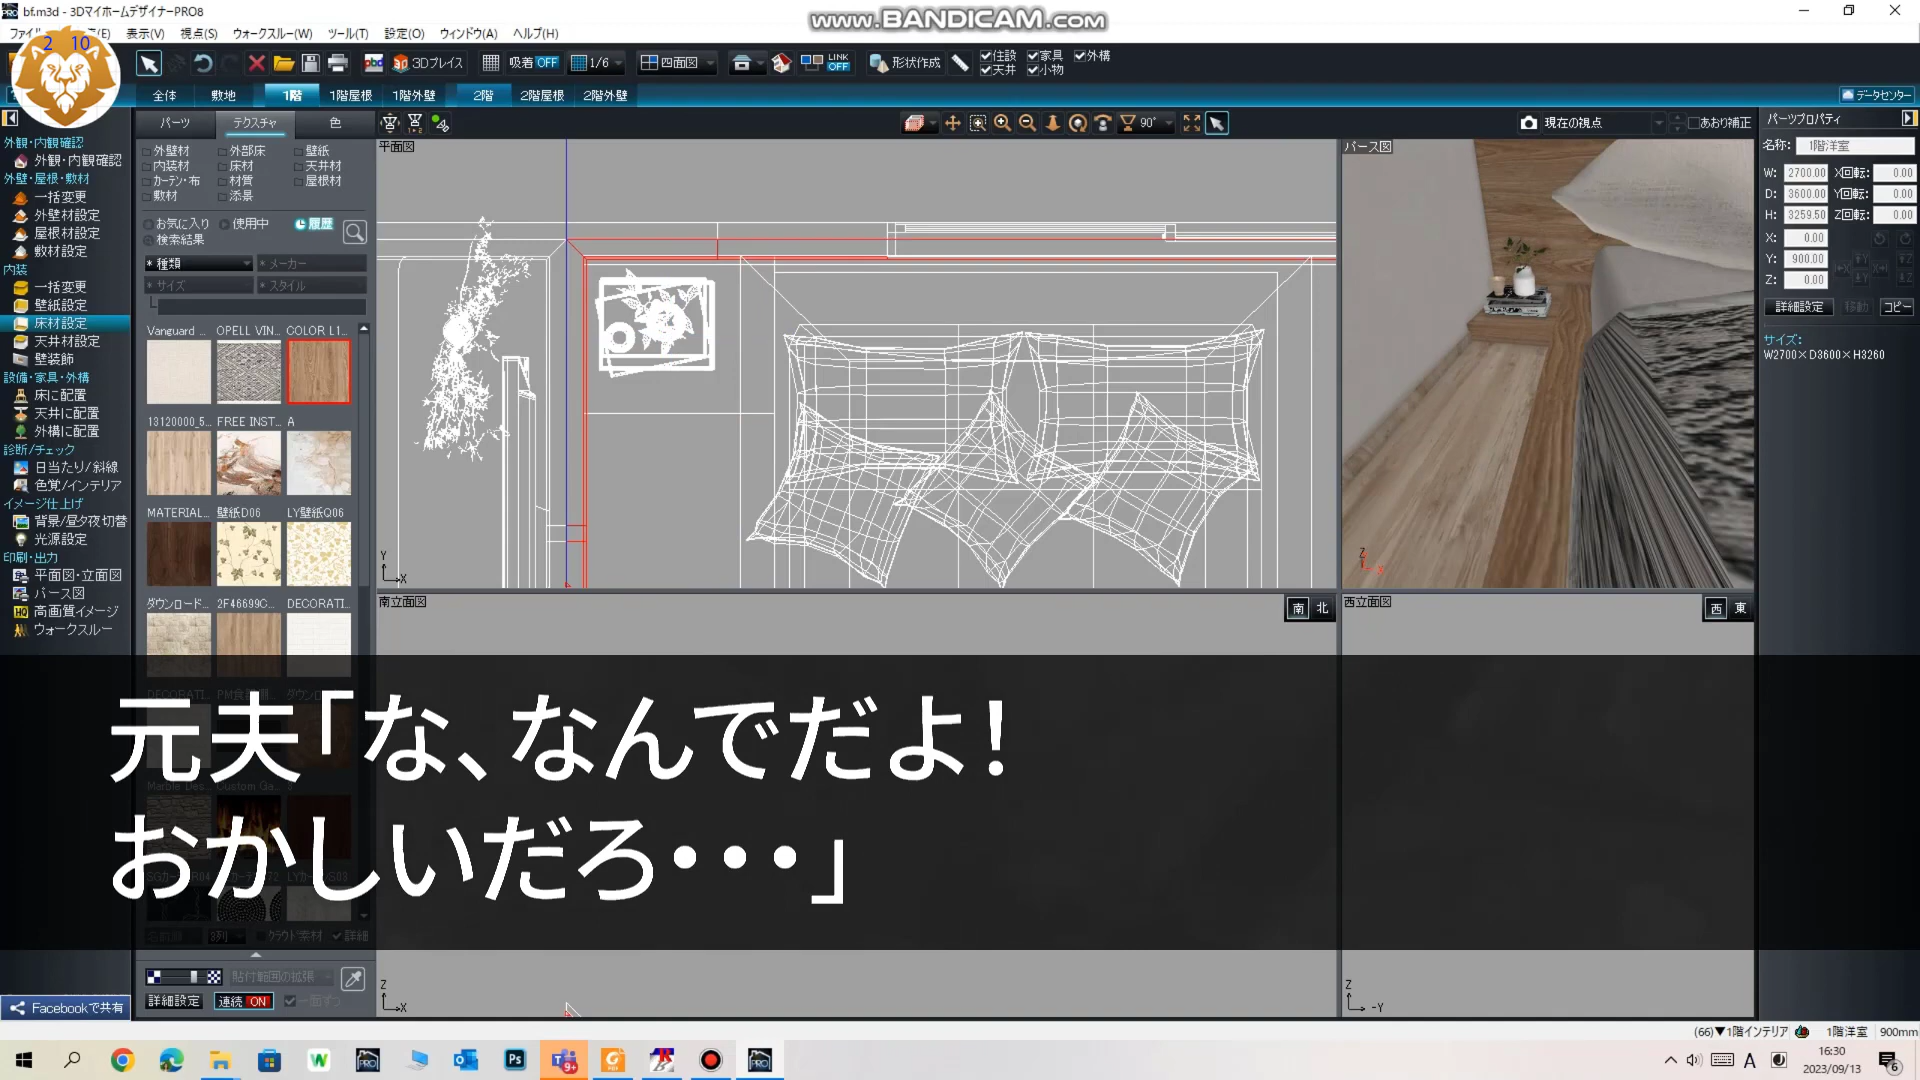 bf.m3d - 3DマイホームデザイナーPRO8
www.BANDICAM.com
表示(V) 視点(S) ウォークスルー(W) ツール(T) 設定(O) ウィンドウ(A) ヘルプ(H)
2 10
3Dプレイス 吸着 OFF 1/6 四面図 LINK OFF 形状作成 住設 家具 外構
天井 小物
全体 敷地 1階 1階屋根 1階外壁 2階 2階屋根 2階外壁 データセンター
パーツ テクスチャ 色 90° 現在の視点 あおり補正 パーツプロパティ
外観・内観確認
外観・内観確認
外壁・屋根・敷材
一括変更
外壁材設定
屋根材設定
敷材設定
内装
一括変更
壁紙設定
床材設定
天井材設定
壁装飾
設備・家具・外構
床に配置
天井に配置
外構に配置
診断/チェック
日当たり/斜線
色覚/インテリア
イメージ仕上げ
背景/昼夕夜切替
光源設定
印刷・出力
平面図・立面図
パース図
高画質イメージ
ウォークスルー
Facebookで共有
外壁材 外部床 壁紙
内装材 床材 天井材
カーテン・布 材質 屋根材
敷材 添景
お気に入り 使用中 履歴
検索結果
* 種類 * メーカー
* サイズ * スタイル
Vanguard ... OPELL VIN... COLOR L1...
13120000_5... FREE INST... A
MATERIAL... 壁紙D06 LY壁紙Q06
ダウンロード... 2F46699C... DECORATI...
貼付範囲の拡張
詳細設定 連続 ON 一面ずつ
平面図
パース図
南立面図
南 北
西立面図
西 東
名称: 1階洋室
W: 2700.00 X回転: 0.00
D: 3600.00 Y回転: 0.00
H: 3259.50 Z回転: 0.00
X: 0.00
Y: 900.00
Z: 0.00
詳細設定 移動 コピー
サイズ:
W2700×D3600×H3260
元夫「な、なんでだよ!
おかしいだろ・・・」
(66)▼1階インテリア 1階洋室 900mm
16:30
2023/09/13